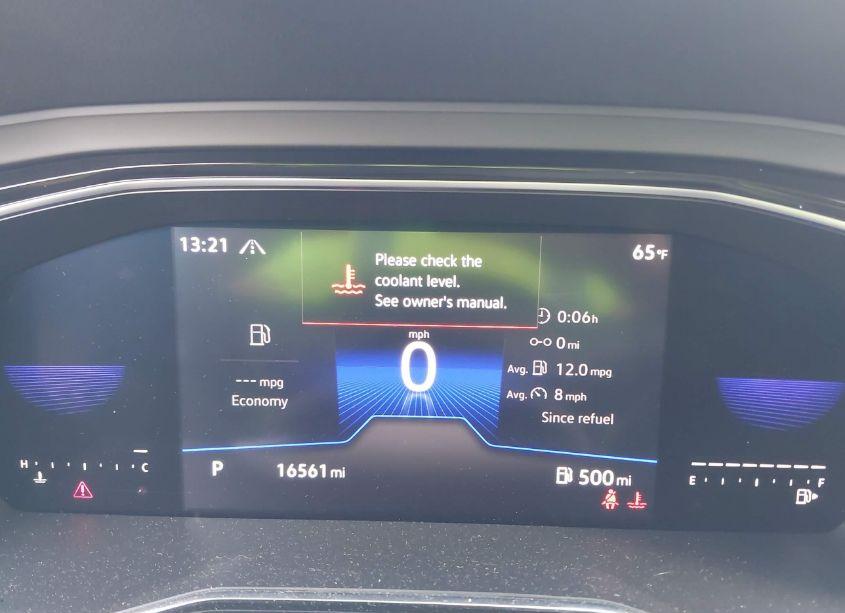 13:21
65°F
Please check the
coolant level.
See owner's manual.
0:06h
mph
0
0 mi
--- mpg
Economy
Avg. 12.0 mpg
Avg. 8 mph
Since refuel
H C
P
16561 mi
500 mi
E F